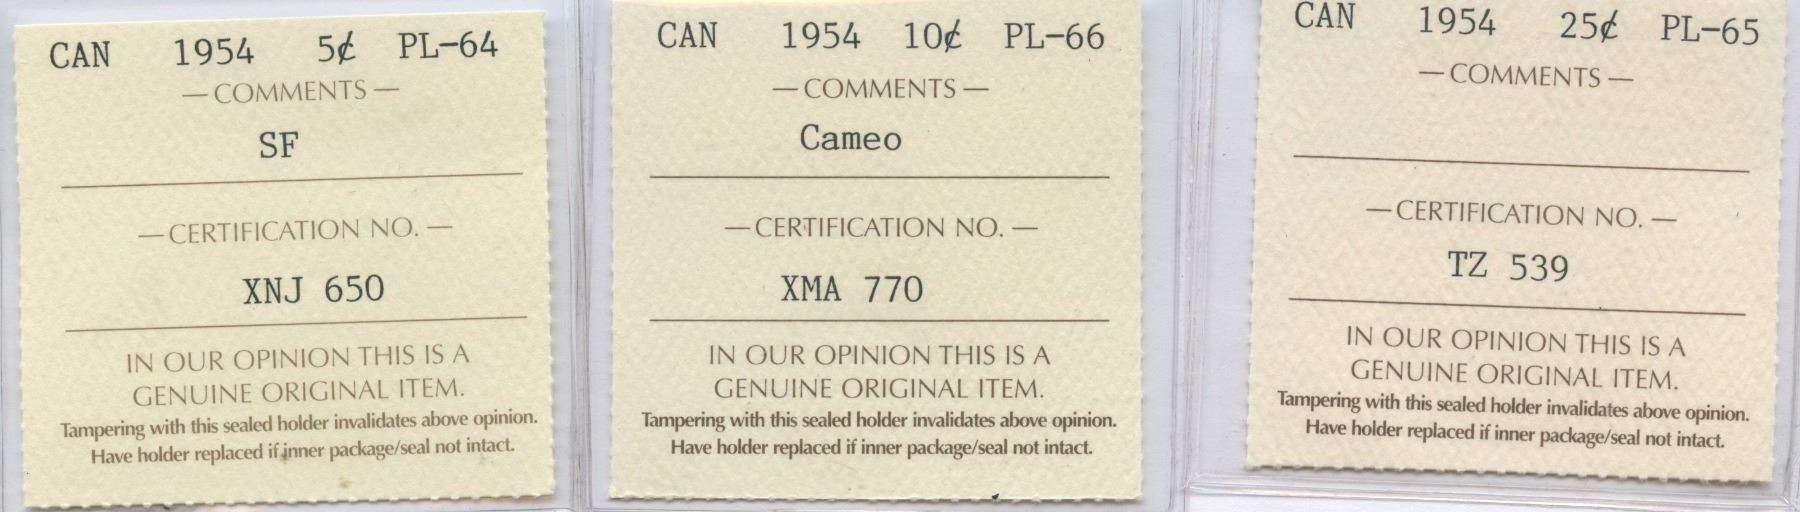 CAN 1954 5¢ PL-64
— COMMENTS —
SF
— CERTIFICATION NO. —
XNJ 650
IN OUR OPINION THIS IS A
GENUINE ORIGINAL ITEM.
Tampering with this sealed holder invalidates above opinion.
Have holder replaced if inner package/seal not intact.
CAN 1954 10¢ PL-66
— COMMENTS —
Cameo
— CERTIFICATION NO. —
XMA 770
IN OUR OPINION THIS IS A
GENUINE ORIGINAL ITEM.
Tampering with this sealed holder invalidates above opinion.
Have holder replaced if inner package/seal not intact.
CAN 1954 25¢ PL-65
— COMMENTS —
— CERTIFICATION NO. —
TZ 539
IN OUR OPINION THIS IS A
GENUINE ORIGINAL ITEM.
Tampering with this sealed holder invalidates above opinion.
Have holder replaced if inner package/seal not intact.